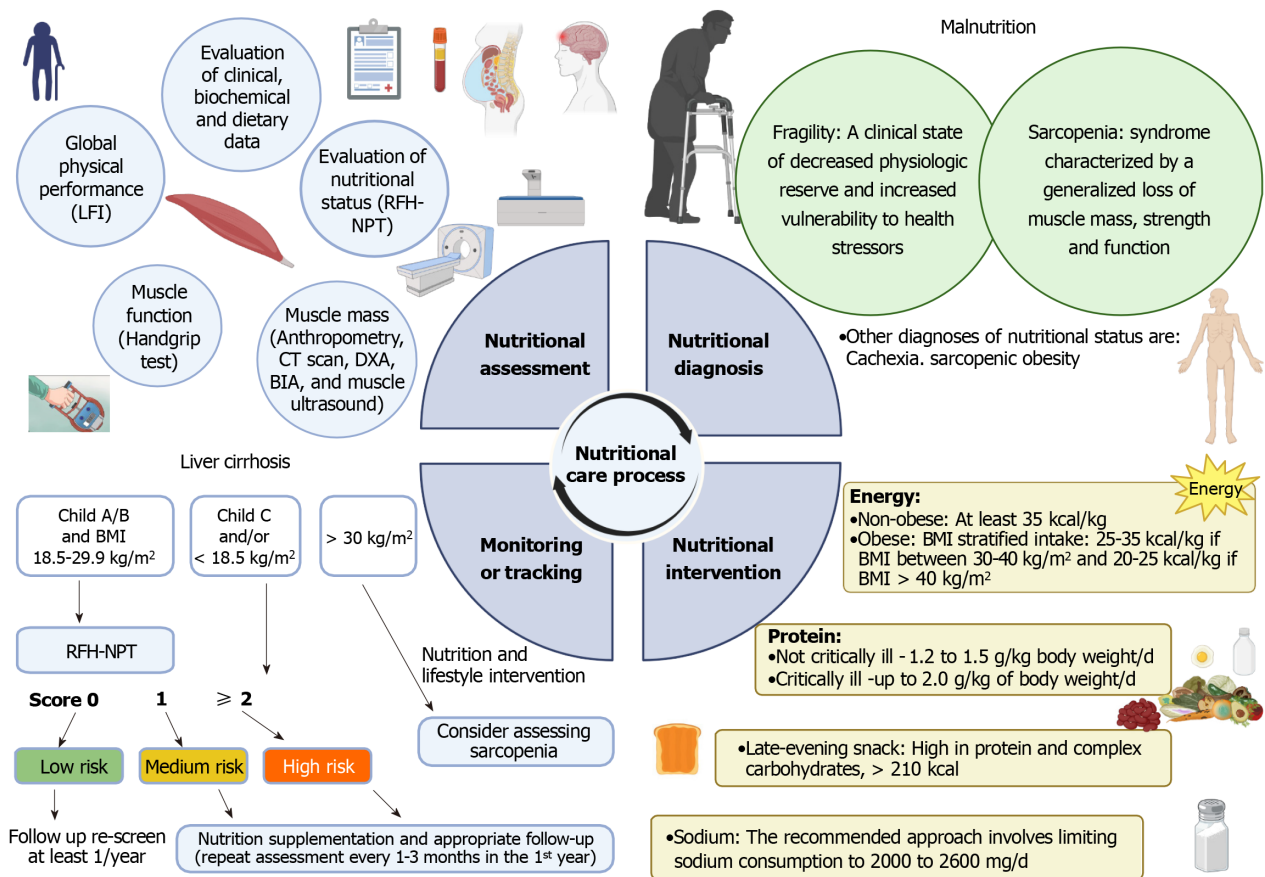 Evaluation
of clinical,
biochemical
and dietary
data
Global
physical
performance
(LFI)
Evaluation of
nutritional
status (RFH-
NPT)
Muscle
function
(Handgrip
test)
Muscle mass
(Anthropometry,
CT scan, DXA,
BIA, and muscle
ultrasound)
Malnutrition
Fragility: A clinical state
of decreased physiologic
reserve and increased
vulnerability to health
stressors
Sarcopenia: syndrome
characterized by a
generalized loss of
muscle mass, strength
and function
•Other diagnoses of nutritional status are:
Cachexia. sarcopenic obesity
Nutritional
assessment
Nutritional
diagnosis
Nutritional
care process
Monitoring
or tracking
Nutritional
intervention
Liver cirrhosis
Child A/B
and BMI
18.5-29.9 kg/m²
Child C
and/or
< 18.5 kg/m²
> 30 kg/m²
RFH-NPT
Score 0
1
≥ 2
Low risk
Medium risk
High risk
Nutrition and
lifestyle intervention
Consider assessing
sarcopenia
Follow up re-screen
at least 1/year
Nutrition supplementation and appropriate follow-up
(repeat assessment every 1-3 months in the 1st year)
Energy
Energy:
•Non-obese: At least 35 kcal/kg
•Obese: BMI stratified intake: 25-35 kcal/kg if
BMI between 30-40 kg/m² and 20-25 kcal/kg if
BMI > 40 kg/m²
Protein:
•Not critically ill - 1.2 to 1.5 g/kg body weight/d
•Critically ill -up to 2.0 g/kg of body weight/d
•Late-evening snack: High in protein and complex
carbohydrates, > 210 kcal
•Sodium: The recommended approach involves limiting
sodium consumption to 2000 to 2600 mg/d